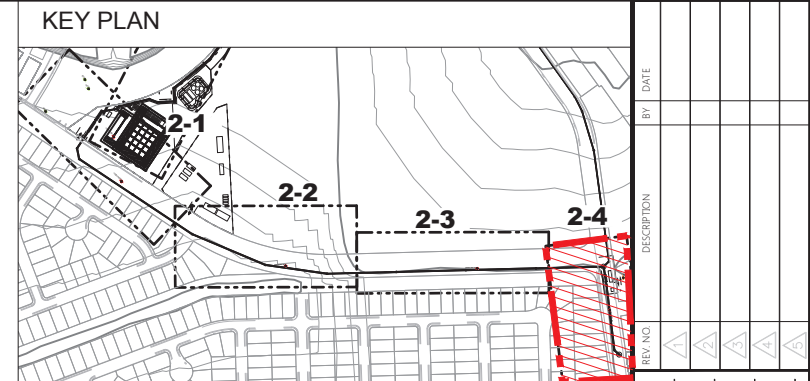 KEY PLAN
2-1
2-2
2-3
2-4
DATE
BY
DESCRIPTION
REV. NO.
1
2
3
4
5